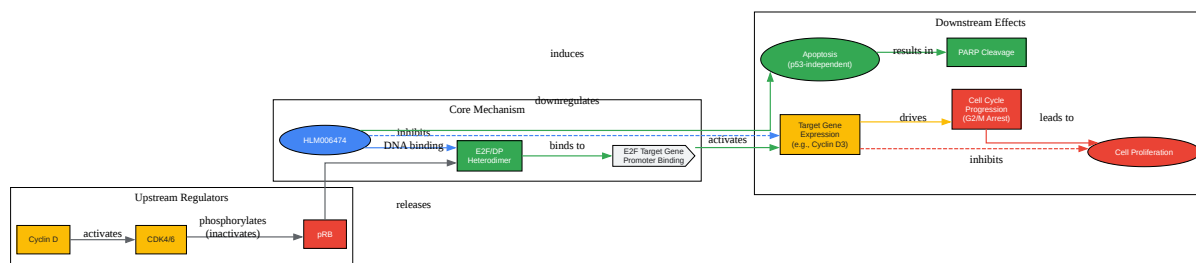 Downstream Effects
Apoptosis
(p53-independent)
results in
PARP Cleavage
induces
downregulates
Core Mechanism
Cell Cycle
Progression
(G2/M Arrest)
HLM006474
inhibits
DNA binding
E2F/DP
Heterodimer
binds to
E2F Target Gene
Promoter Binding
activates
Target Gene
Expression
(e.g., Cyclin D3)
drives
leads to
inhibits
Cell Proliferation
Upstream Regulators
releases
Cyclin D
activates
CDK4/6
phosphorylates
(inactivates)
pRB